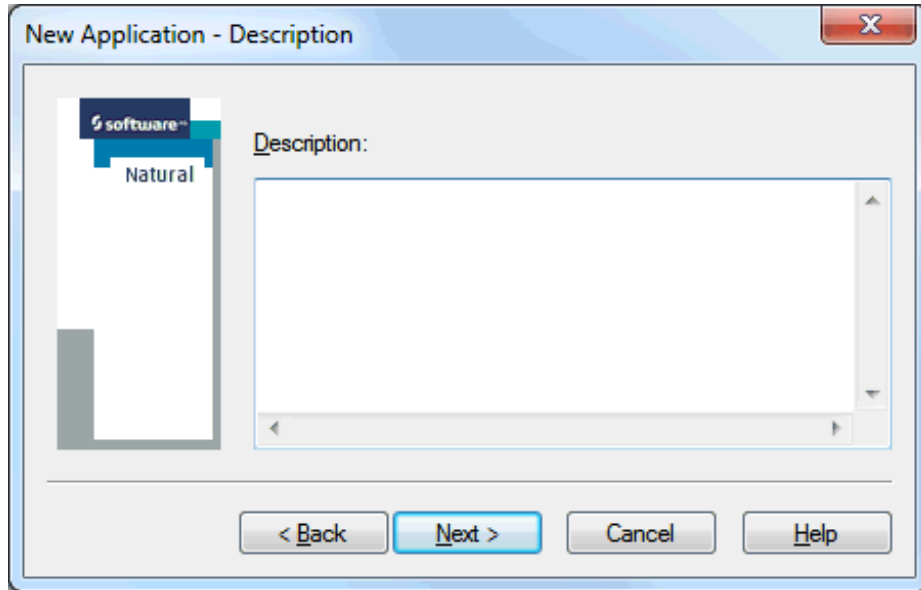 New Application - Description
software
Natural
Description:
< Back
Next >
Cancel
Help